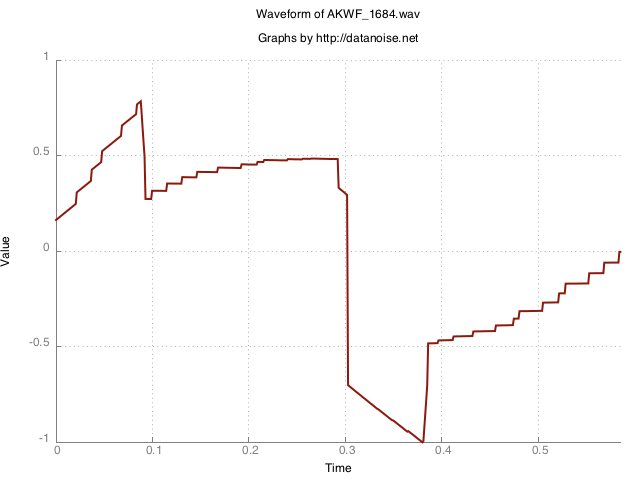 Waveform of AKWF_1684.wav
Graphs by http://datanoise.net
1
0.5
0
-0.5
-1
Value
0 0.1 0.2 0.3 0.4 0.5
Time